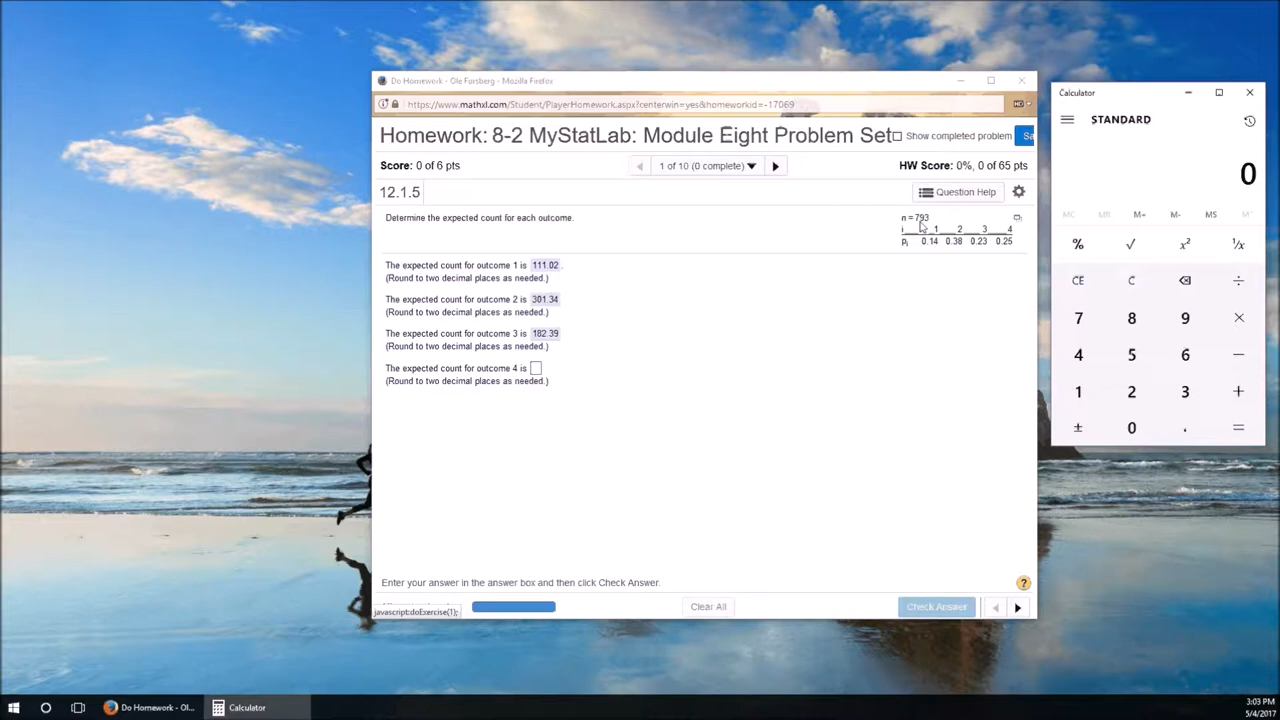 Do Homework - Ole Forsberg - Mozilla Firefox
https://www.mathxl.com/Student/PlayerHomework.aspx?centerwin=yes&homeworkid=-17069
HD
Homework: 8-2 MyStatLab: Module Eight Problem Set
Show completed problem
Sa
Score: 0 of 6 pts
1 of 10 (0 complete)
HW Score: 0%, 0 of 65 pts
12.1.5
Question Help
Determine the expected count for each outcome.
n = 793
i 1 2 3 4
pi 0.14 0.38 0.23 0.25
The expected count for outcome 1 is 111.02 .
(Round to two decimal places as needed.)
The expected count for outcome 2 is 301.34
(Round to two decimal places as needed.)
The expected count for outcome 3 is 182.39
(Round to two decimal places as needed.)
The expected count for outcome 4 is
(Round to two decimal places as needed.)
Enter your answer in the answer box and then click Check Answer.
?
javascript:doExercise(1);
Clear All
Check Answer
Calculator
STANDARD
0
MC MR M+ M- MS M˅
% √ x² ¹/x
CE C ÷
7 8 9 ×
4 5 6 −
1 2 3 +
± 0 . =
Do Homework - Ol...
Calculator
3:03 PM
5/4/2017